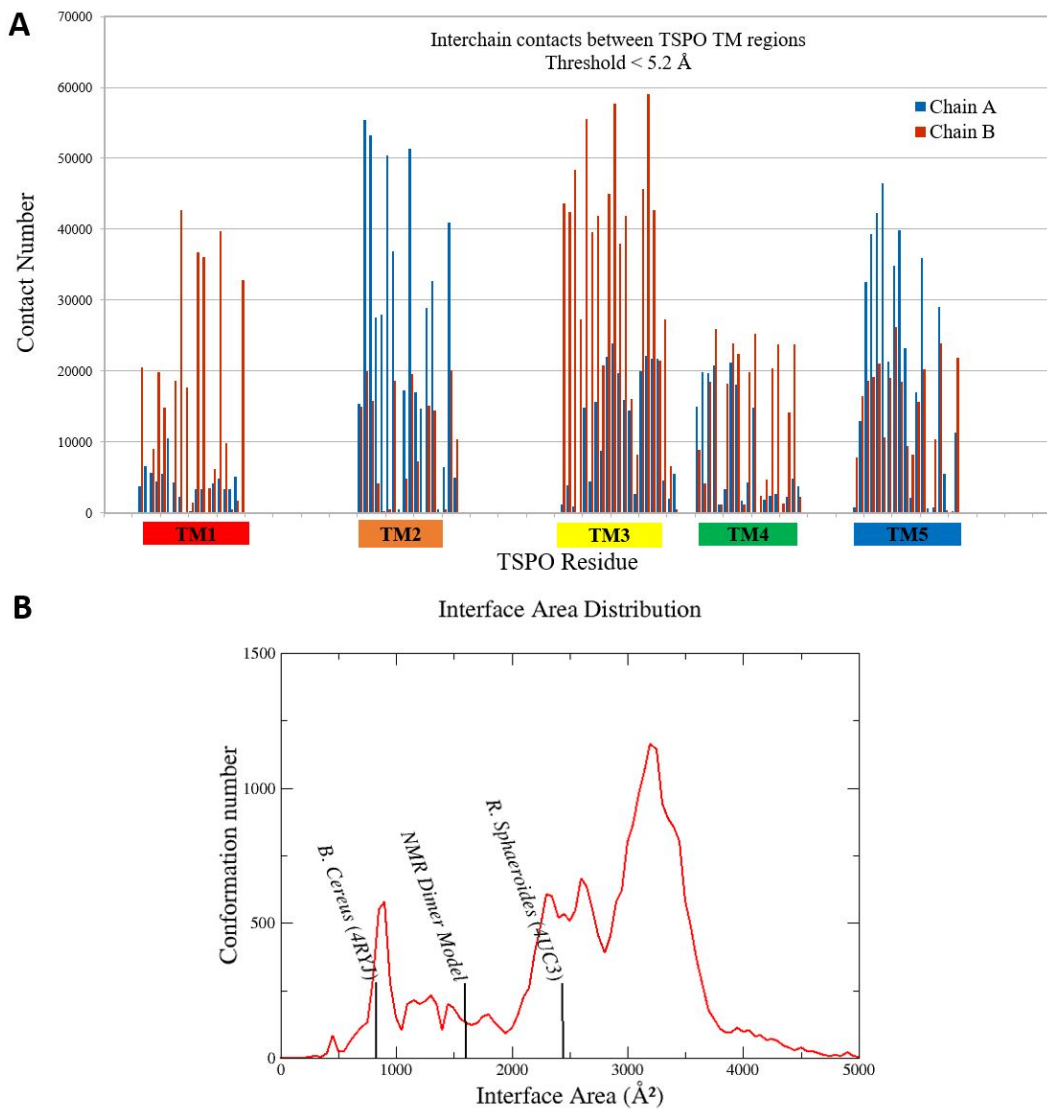 A
70000
60000
50000
40000
30000
20000
10000
0
Contact Number
Interchain contacts between TSPO TM regions
Threshold < 5.2 Å
Chain A
Chain B
TM1 TM2 TM3 TM4 TM5
TSPO Residue
B
Interface Area Distribution
1500
1000
500
0
Conformation number
B. Cereus (4RYJ)
NMR Dimer Model
R. Sphaeroides (4UC3)
0 1000 2000 3000 4000 5000
Interface Area (Å²)